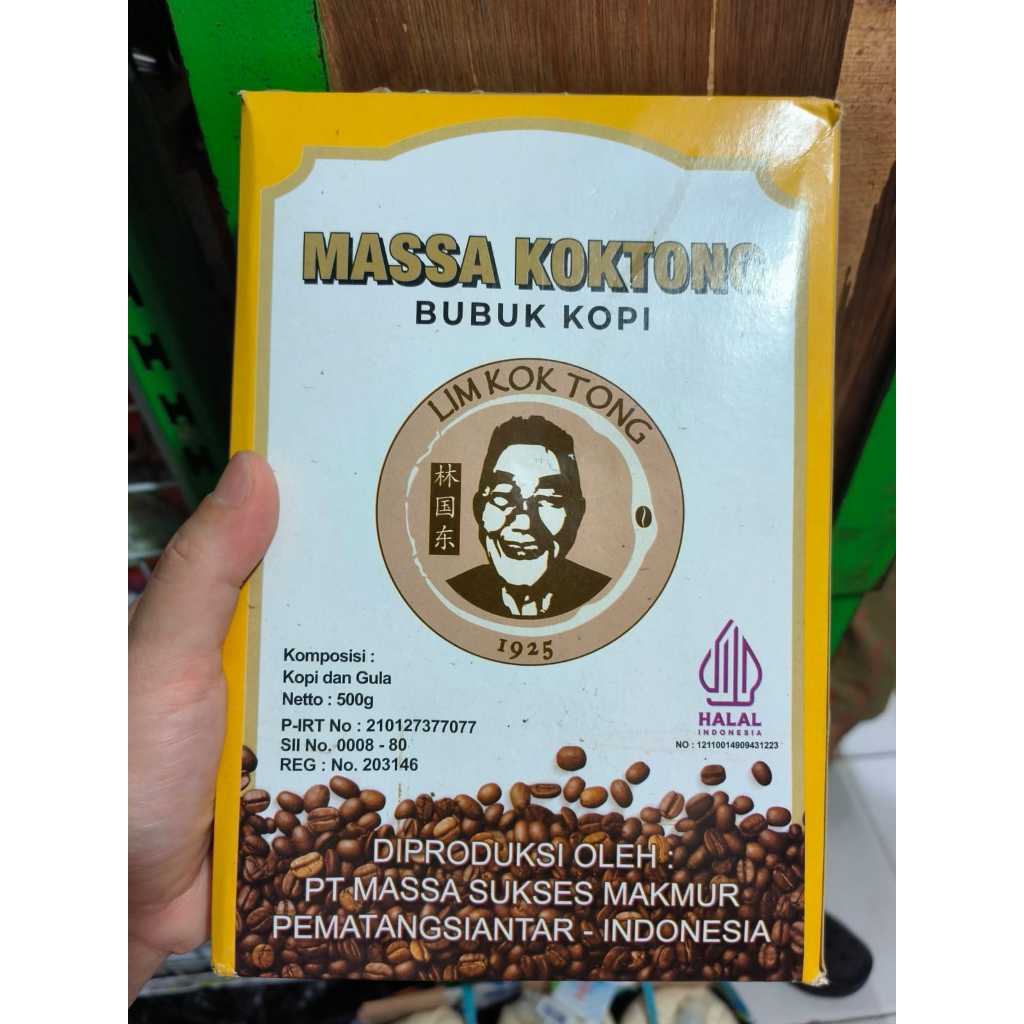 MASSA KOKTONG
BUBUK KOPI
LIM KOK TONG
林国东
1925
Komposisi :
Kopi dan Gula
Netto : 500g
P-IRT No : 210127377077
SII No. 0008 - 80
REG : No. 203146
HALAL
INDONESIA
NO : 12110014909431223
DIPRODUKSI OLEH :
PT MASSA SUKSES MAKMUR
PEMATANGSIANTAR - INDONESIA